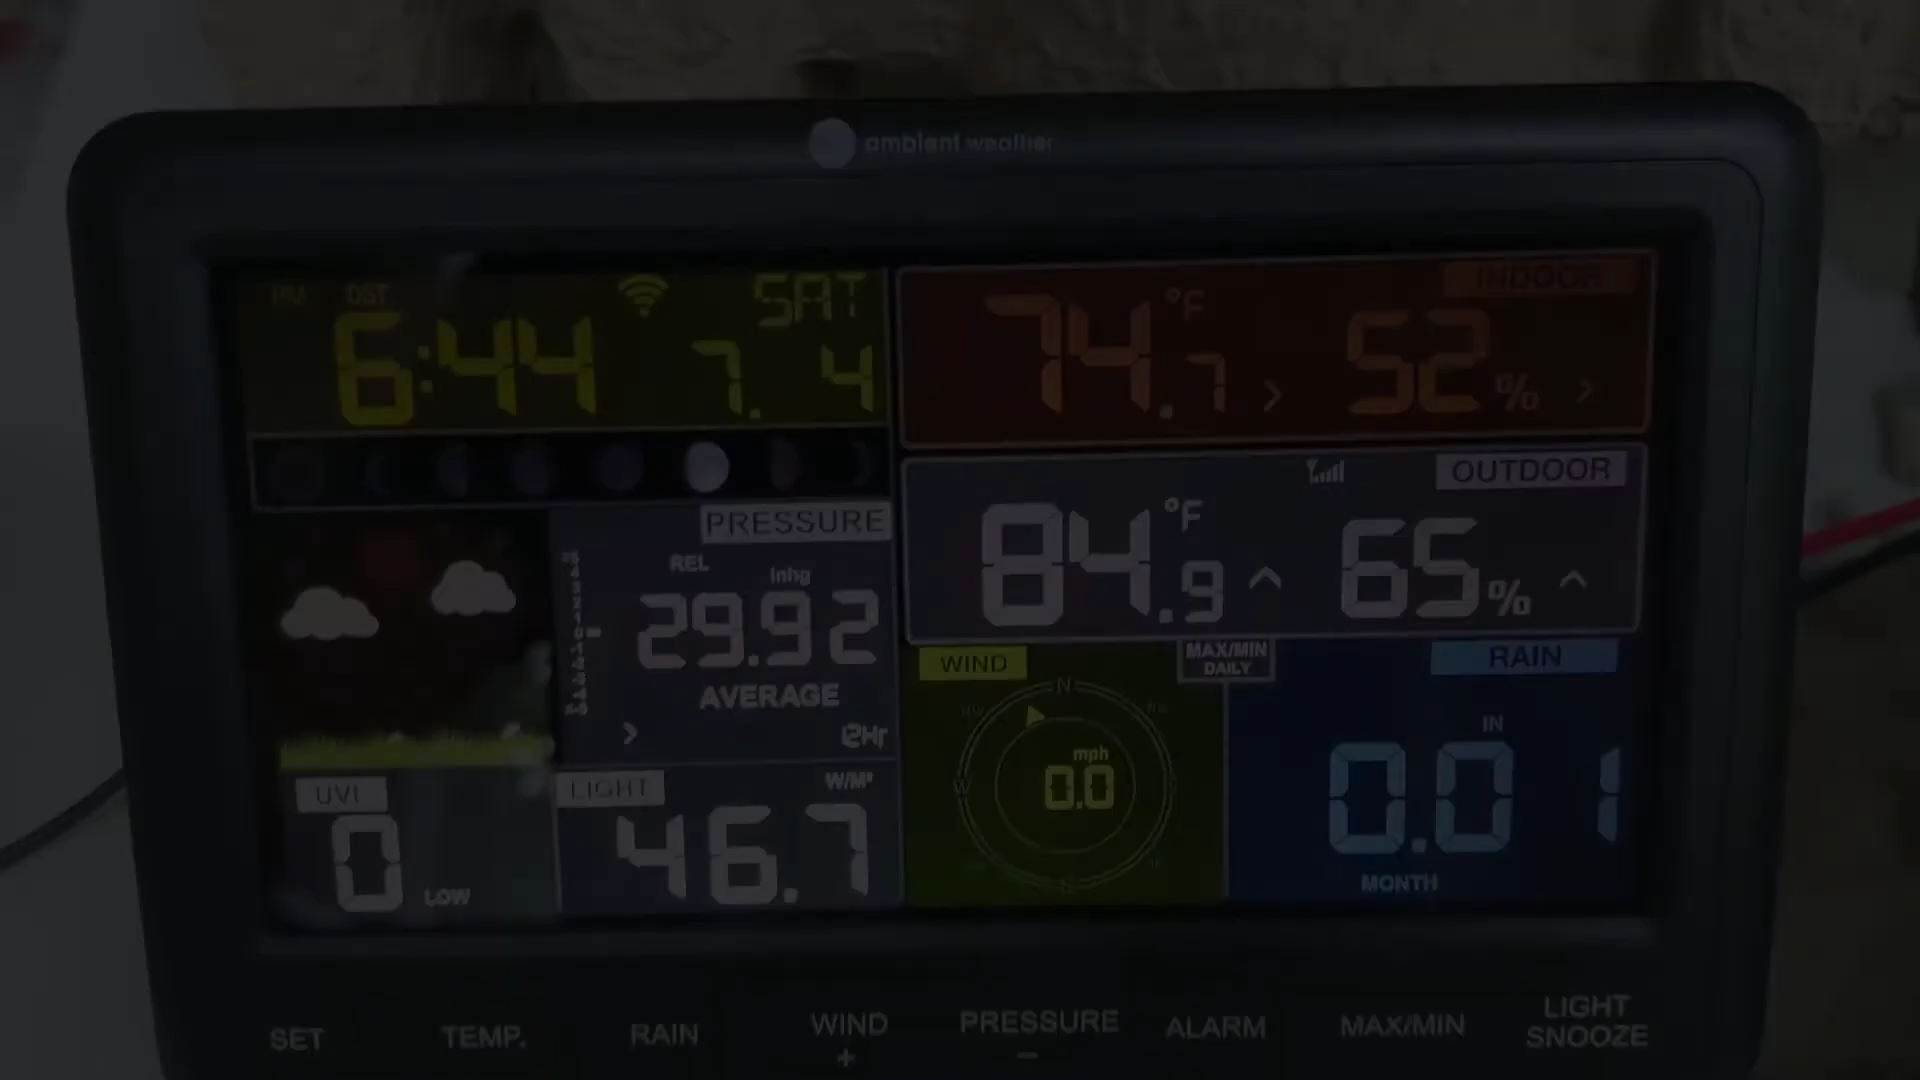 ambient weather
PM DST SAT
6:44 7. 4
INDOOR
74.7 °F 52 %
OUTDOOR
84.9 °F 65 %
PRESSURE
REL Inhg
29.92
AVERAGE
12Hr
UVI
0 LOW
LIGHT W/M²
46.7
WIND
MAX/MIN
DAILY
N
mph
0.0
RAIN
IN
0.01
MONTH
SET TEMP. RAIN WIND + PRESSURE − ALARM MAX/MIN LIGHT SNOOZE